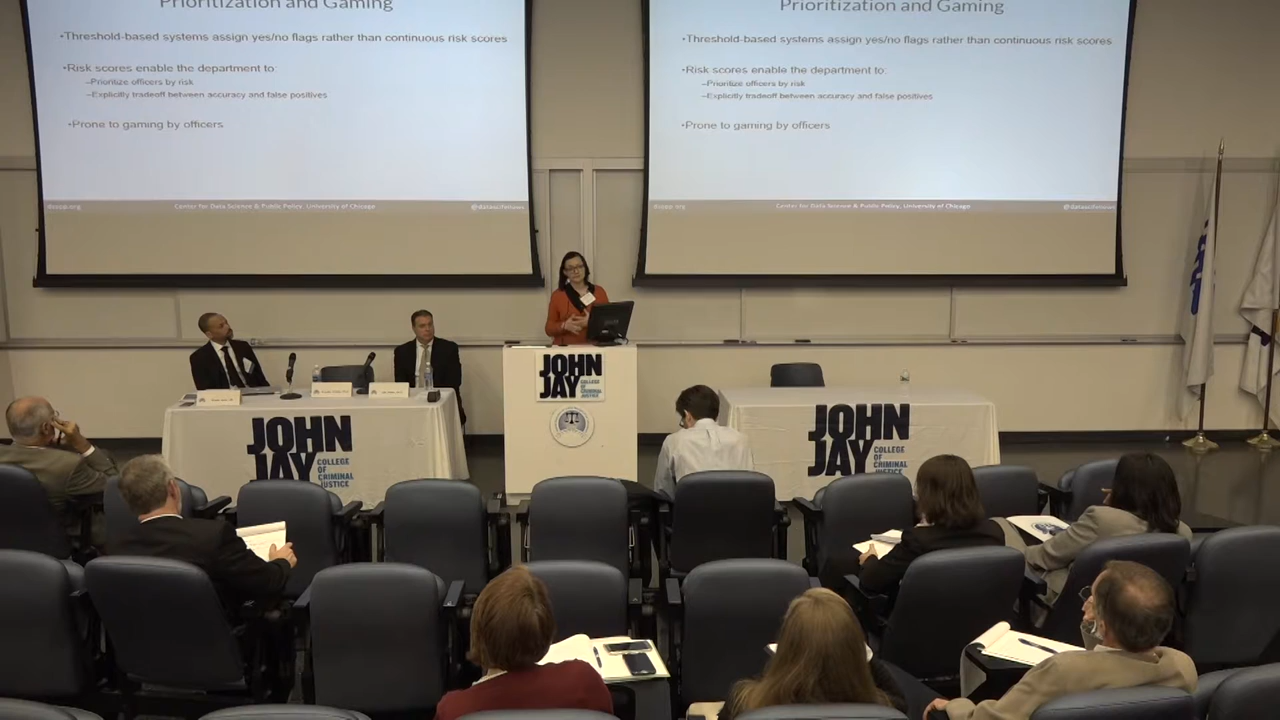 Prioritization and Gaming
•Threshold-based systems assign yes/no flags rather than continuous risk scores
•Risk scores enable the department to:
–Prioritize officers by risk
–Explicitly tradeoff between accuracy and false positives
•Prone to gaming by officers
Center for Data Science & Public Policy, University of Chicago
Prioritization and Gaming
•Threshold-based systems assign yes/no flags rather than continuous risk scores
•Risk scores enable the department to:
–Prioritize officers by risk
–Explicitly tradeoff between accuracy and false positives
•Prone to gaming by officers
Center for Data Science & Public Policy, University of Chicago
JOHN
JAY
COLLEGE
OF
CRIMINAL
JUSTICE
JOHN
JAY
COLLEGE
OF
CRIMINAL
JUSTICE
JOHN
JAY
COLLEGE
OF
CRIMINAL
JUSTICE